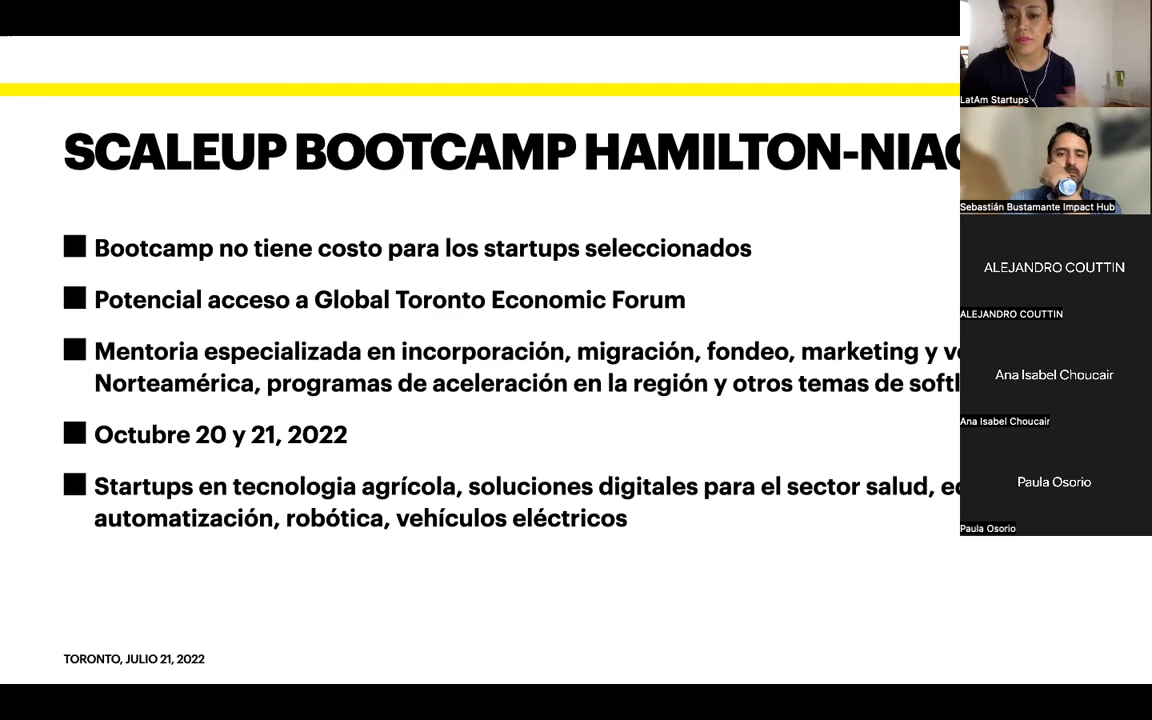 SCALEUP BOOTCAMP HAMILTON-NIAG
Bootcamp no tiene costo para los startups seleccionados
Potencial acceso a Global Toronto Economic Forum
Mentoria especializada en incorporación, migración, fondeo, marketing y
Norteamérica, programas de aceleración en la región y otros temas de
Octubre 20 y 21, 2022
Startups en tecnologia agrícola, soluciones digitales para el sector salud,
automatización, robótica, vehículos eléctricos
TORONTO, JULIO 21, 2022
LatAm Startups
Sebastián Bustamante Impact Hub
ALEJANDRO COUTTIN
ALEJANDRO COUTTIN
Ana Isabel Choucair
Ana Isabel Choucair
Paula Osorio
Paula Osorio